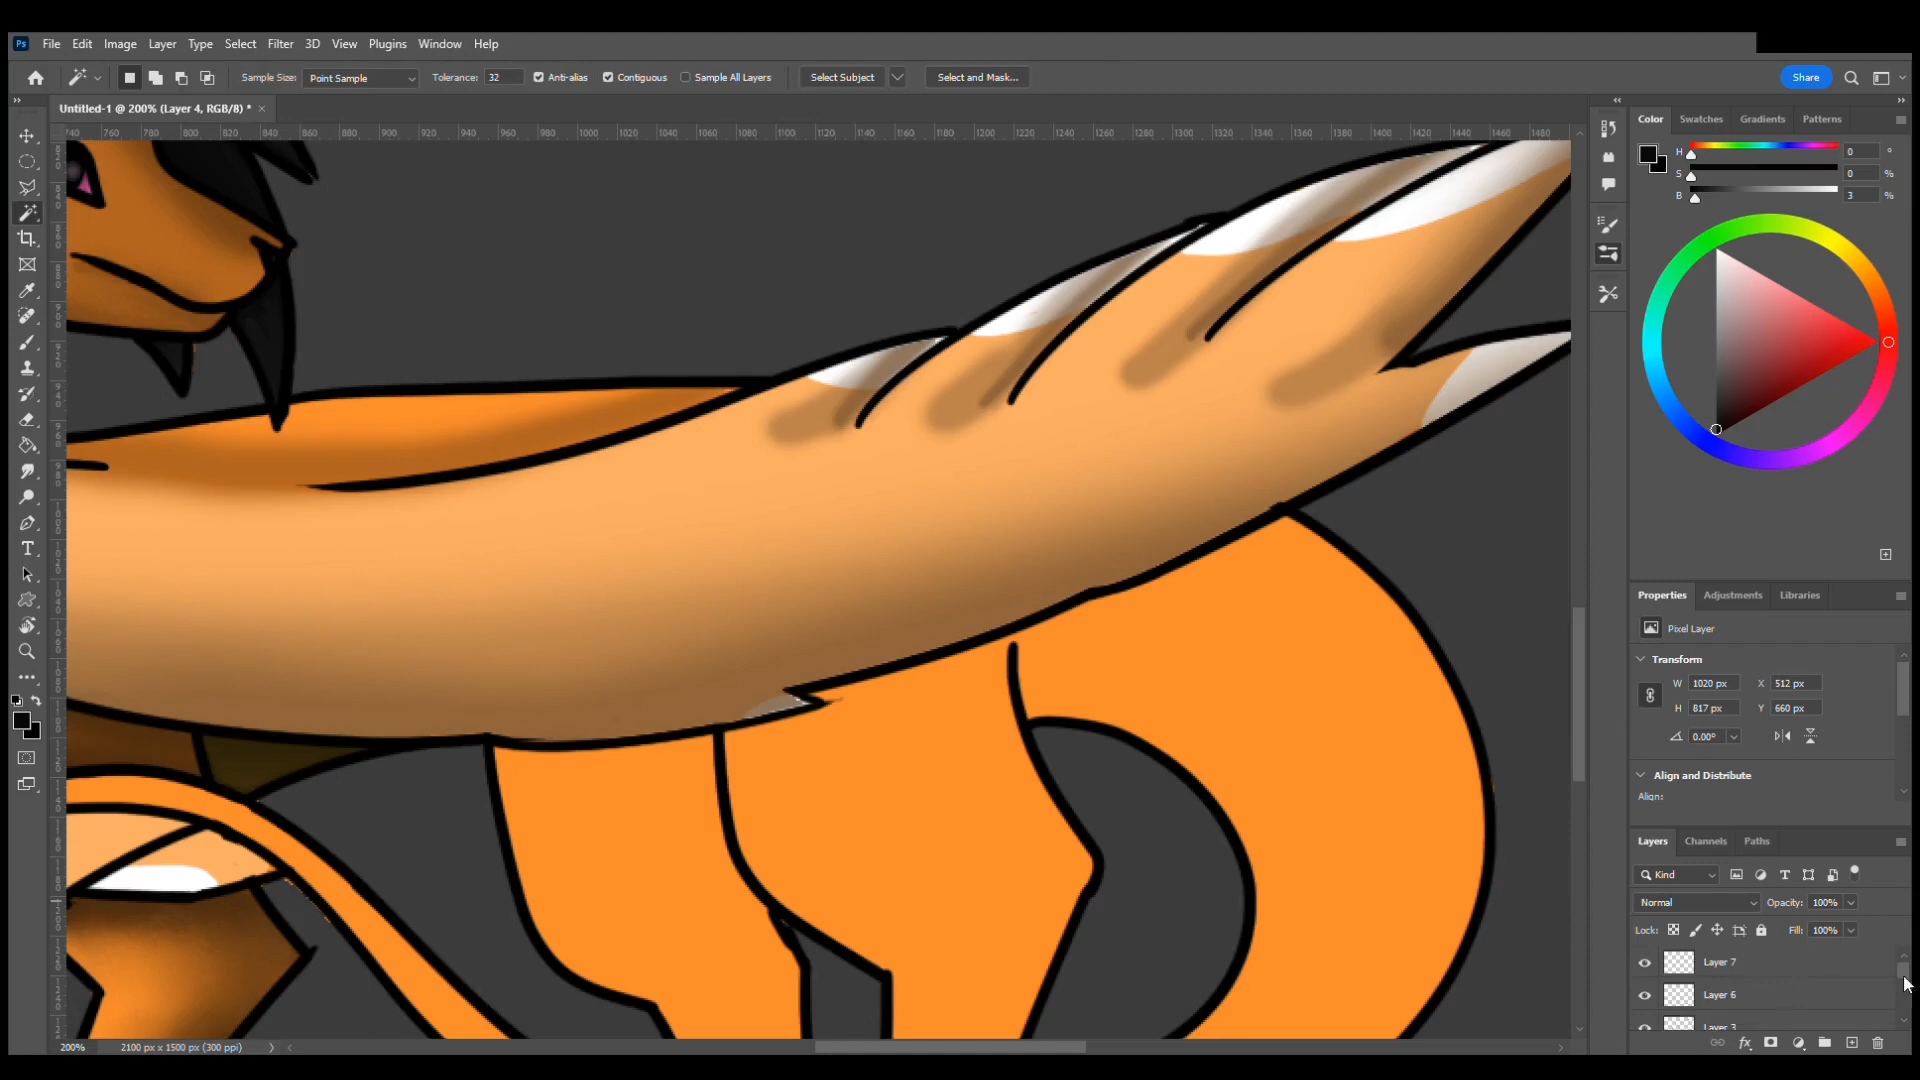 Ps File Edit Image Layer Type Select Filter 3D View Plugins Window Help
Sample Size: Point Sample Tolerance: 32 Anti-alias Contiguous Sample All Layers Select Subject Select and Mask... Share
Untitled-1 @ 200% (Layer 4, RGB/8) *
740 760 780 800 820 840 860 880 900 920 940 960 980 1000 1020 1040 1060 1080 1100 1120 1140 1160 1180 1200 1220 1240 1260 1280 1300 1320 1340 1360 1380 1400 1420 1440 1460 1480
Color Swatches Gradients Patterns
H 0 °
S 0 %
B 3 %
Properties Adjustments Libraries
Pixel Layer
Transform
W 1020 px X 512 px
H 817 px Y 660 px
0.00°
Align and Distribute
Align:
Layers Channels Paths
Kind
Normal Opacity: 100%
Lock: Fill: 100%
Layer 7
Layer 6
Layer 3
200% 2100 px x 1500 px (300 ppi)